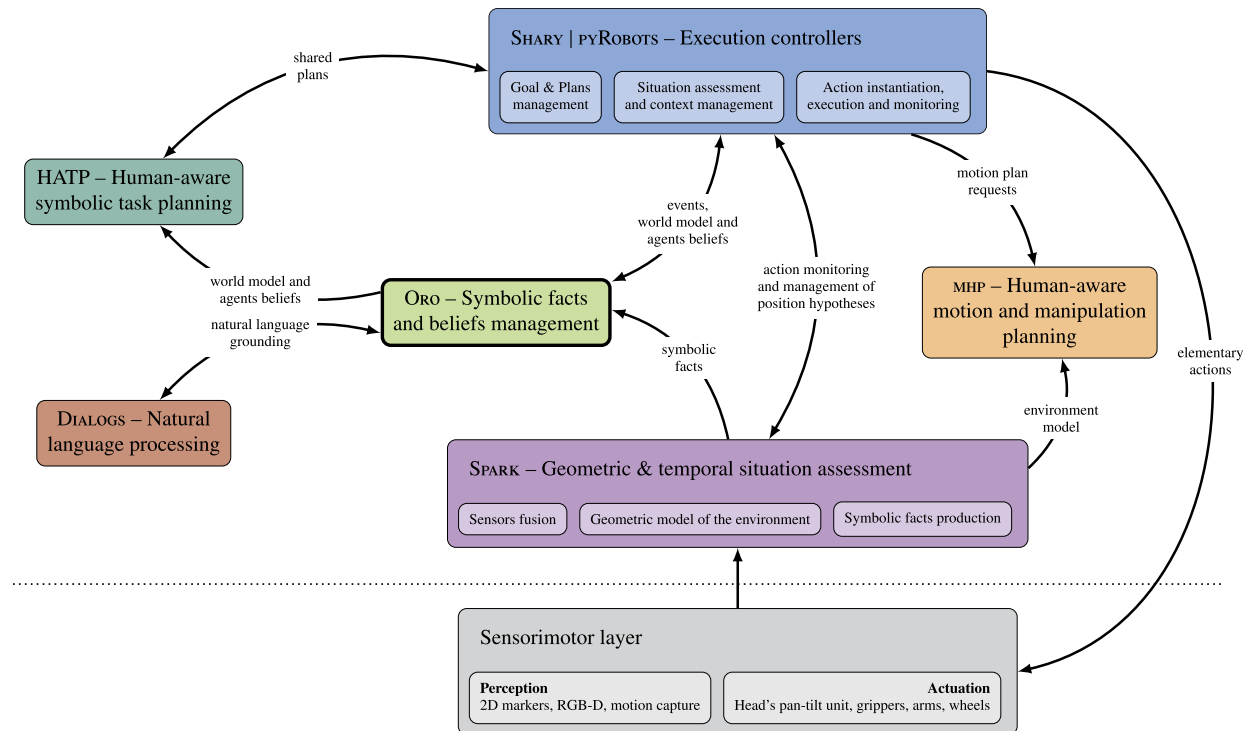 Shary | pyRobots – Execution controllers
Goal & Plans
management
Situation assessment
and context management
Action instantiation,
execution and monitoring
shared
plans
HATP – Human-aware
symbolic task planning
motion plan
requests
events,
world model and
agents beliefs
action monitoring
and management of
position hypotheses
world model and
agents beliefs
natural language
grounding
Oro – Symbolic facts
and beliefs management
mhp – Human-aware
motion and manipulation
planning
symbolic
facts
elementary
actions
environment
model
Dialogs – Natural
language processing
Spark – Geometric & temporal situation assessment
Sensors fusion
Geometric model of the environment
Symbolic facts production
Sensorimotor layer
Perception
2D markers, RGB-D, motion capture
Actuation
Head's pan-tilt unit, grippers, arms, wheels